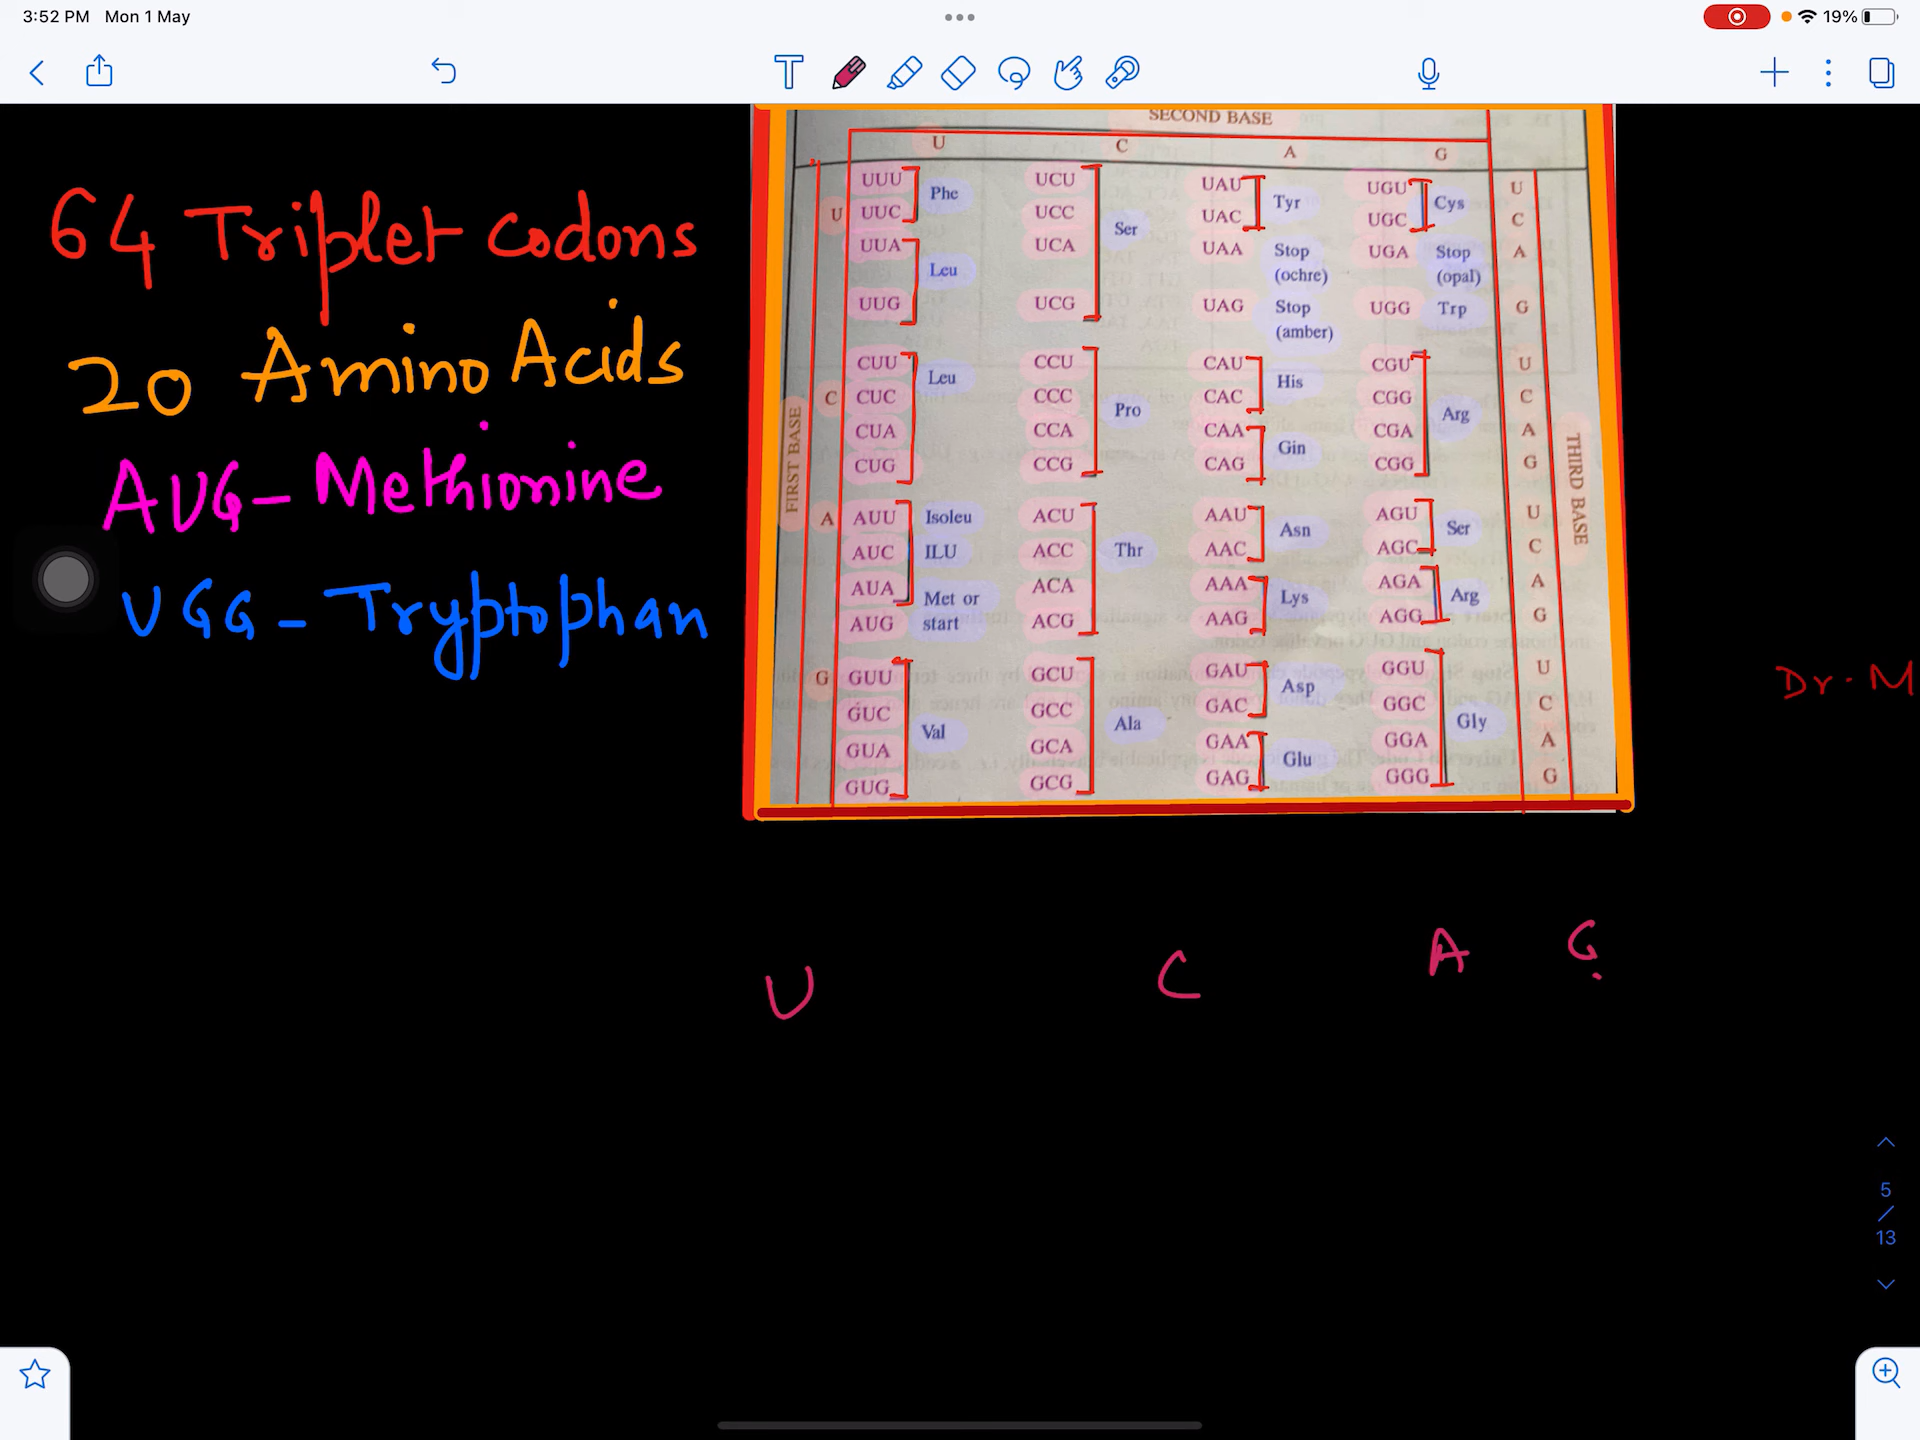 3:52 PM Mon 1 May
19%
64 Triplet codons
20 Amino Acids
AUG - Methionine
UGG - Tryptophan
SECOND BASE
U C A G
FIRST BASE
THIRD BASE
U
UUU UCU UAU UGU U
Phe Ser Tyr Cys
UUC UCC UAC UGC C
UUA UCA UAA Stop (ochre) UGA Stop (opal) A
Leu
UUG UCG UAG Stop (amber) UGG Trp G
C
CUU CCU CAU CGU U
Leu Pro His Arg
CUC CCC CAC CGG C
CUA CCA CAA CGA A
Gin
CUG CCG CAG CGG G
A
AUU Isoleu ACU AAU AGU U
Thr Asn Ser
AUC ILU ACC AAC AGC C
AUA ACA AAA AGA A
Met or start Lys Arg
AUG ACG AAG AGG G
G
GUU GCU GAU GGU U
Val Ala Asp Gly
GUC GCC GAC GGC C
GUA GCA GAA GGA A
Glu
GUG GCG GAG GGG G
Dr. M
U C A G
5
/
13